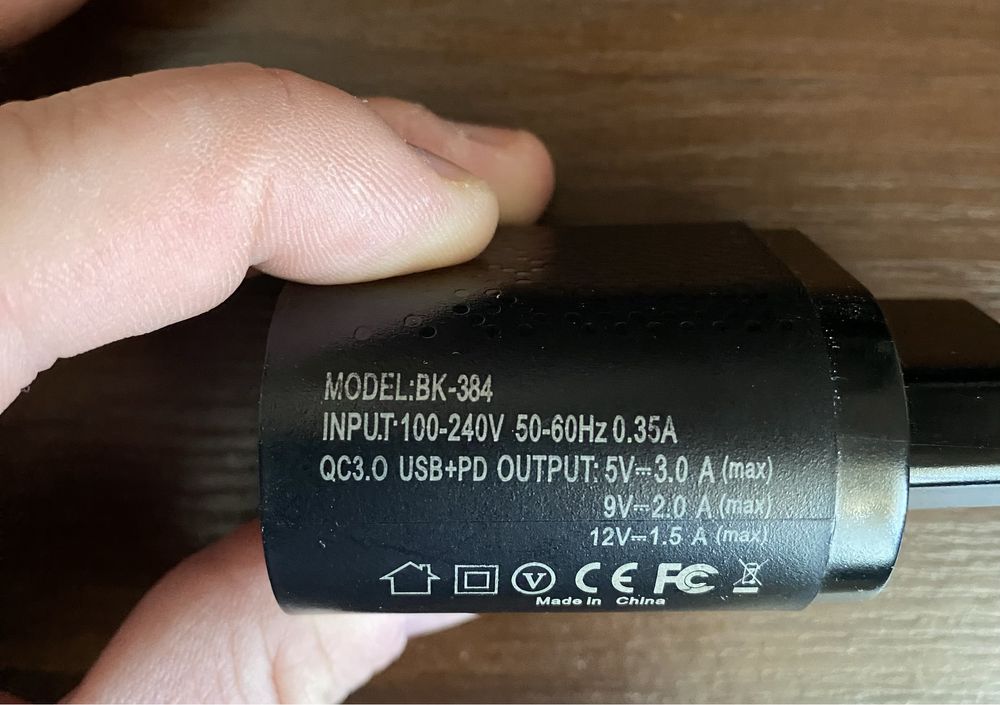 MODEL:BK-384
INPUT:100-240V 50-60Hz 0.35A
QC3.0 USB+PD OUTPUT: 5V⎓3.0 A (max)
9V⎓2.0 A (max)
12V⎓1.5 A (max)
V CE FC
Made in China